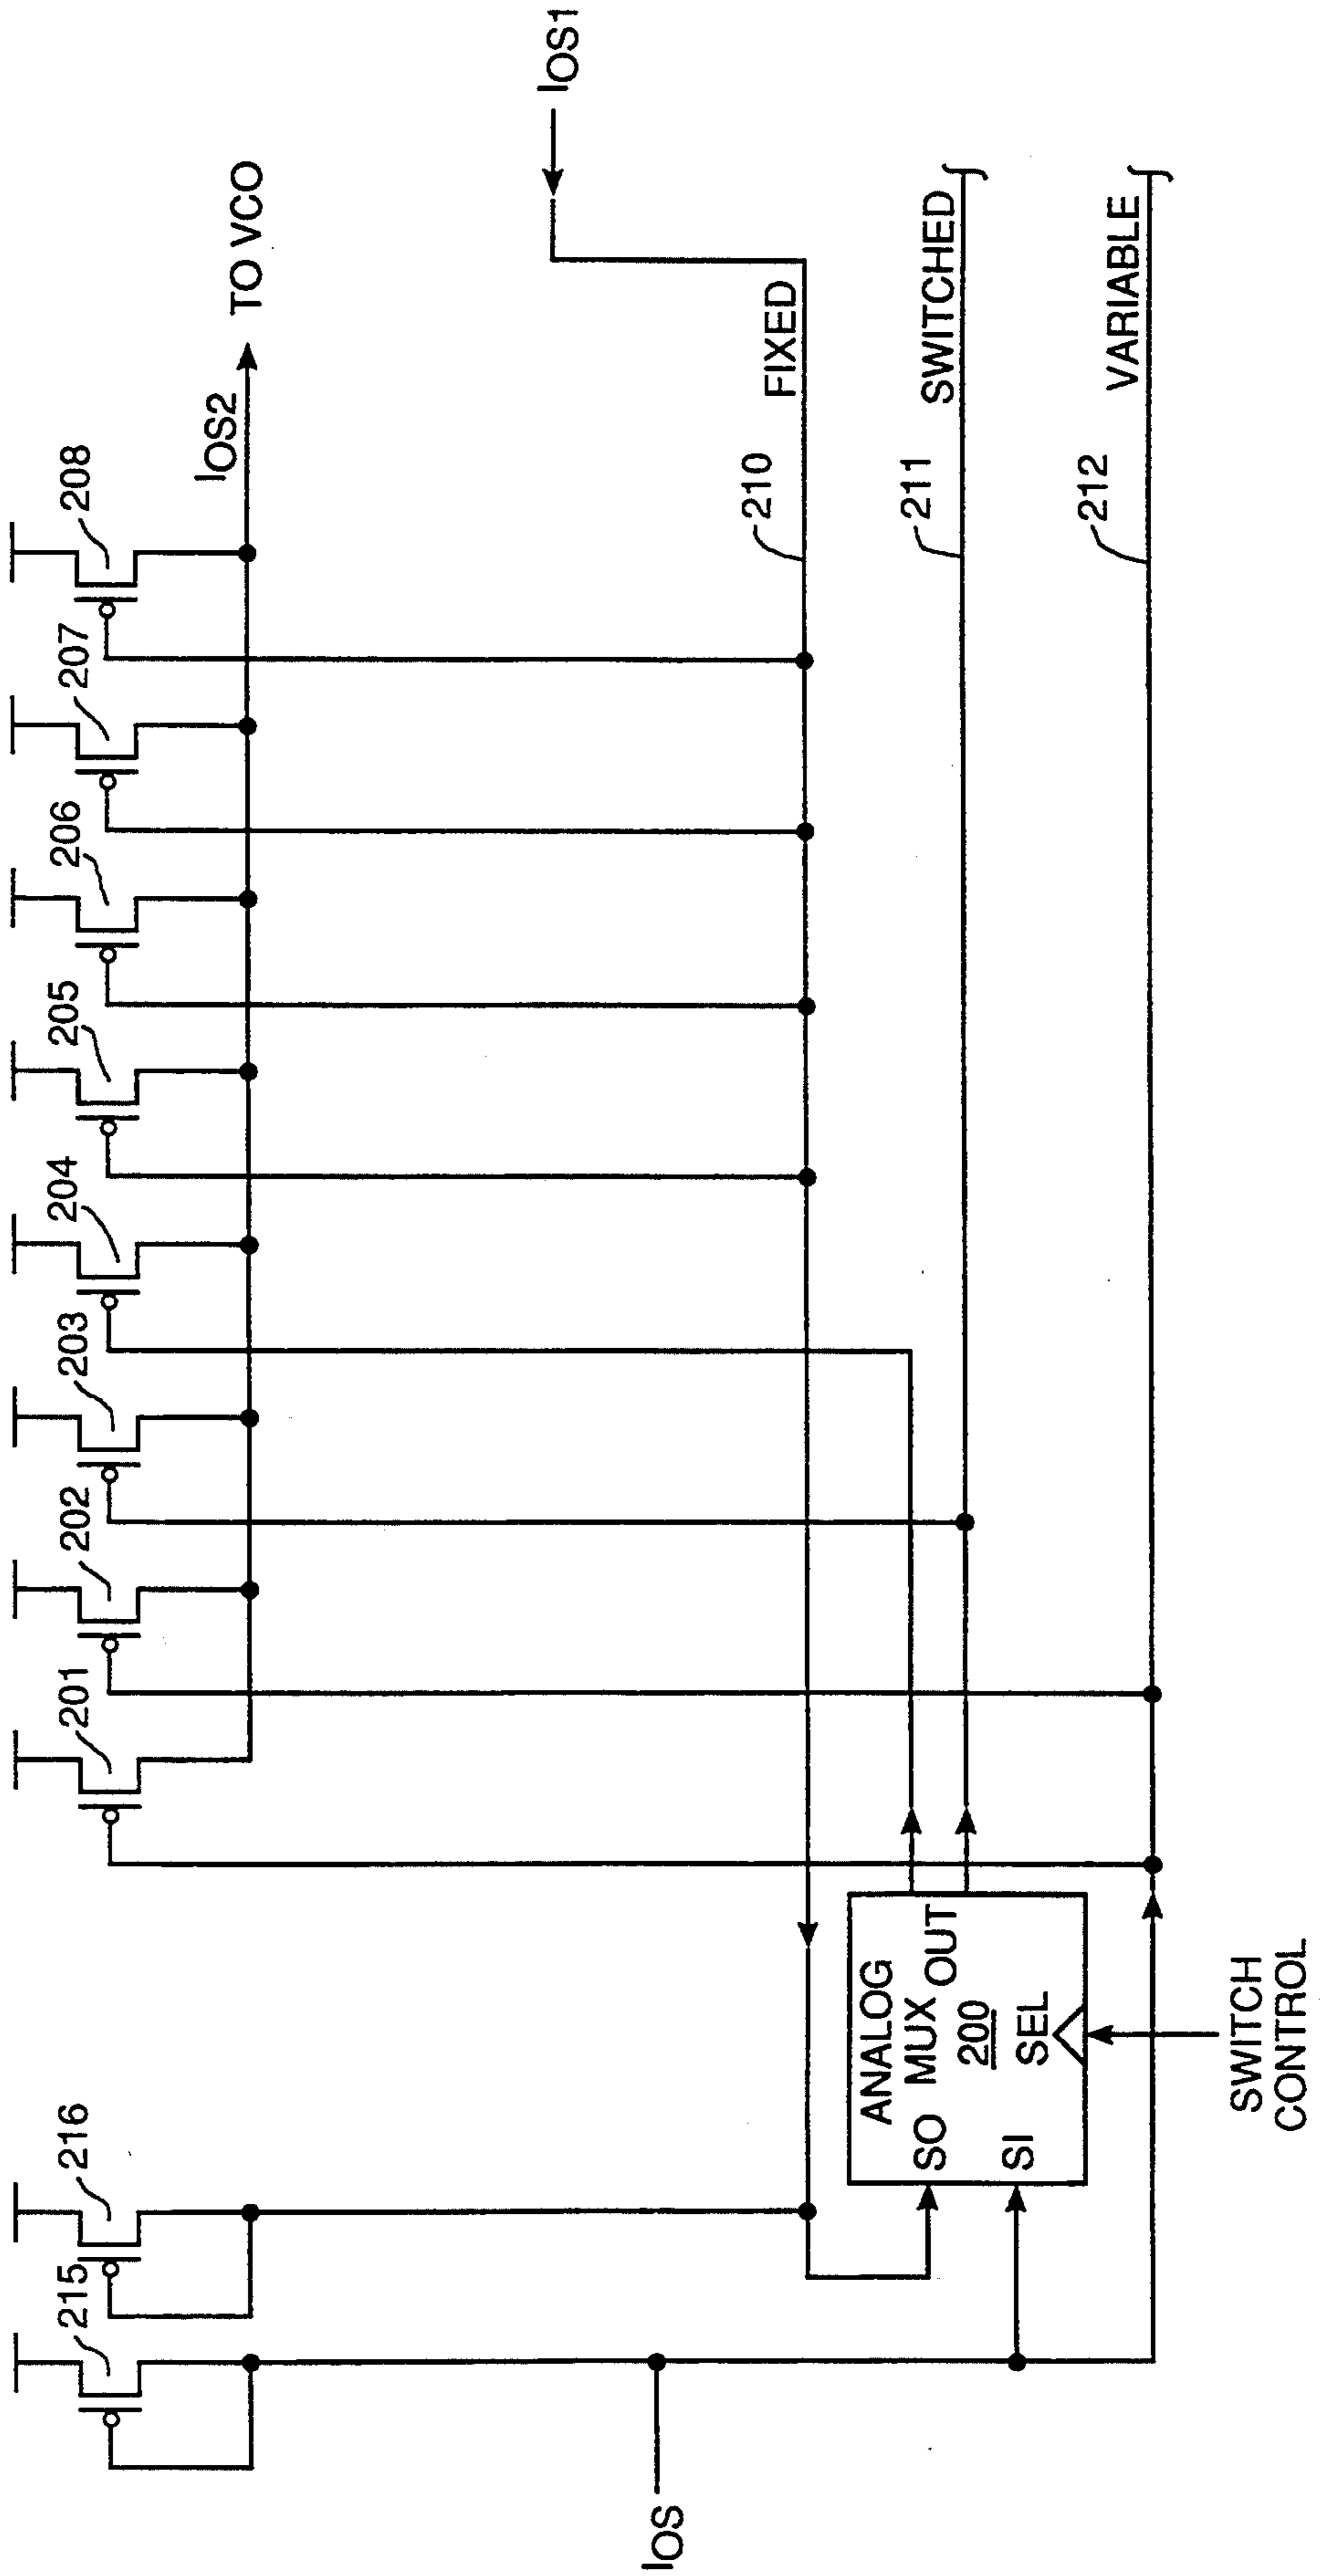 215
216
201
202
203
204
205
206
207
208
IOS2
TO VCO
IOS1
IOS
FIXED
210
ANALOG
MUX
OUT
200
SO
SI
SEL
SWITCHED
211
VARIABLE
212
SWITCH
CONTROL